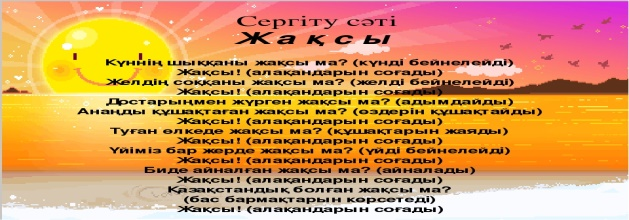 Сергіту сәті
Жақсы
Күннің шыққаны жақсы ма? (күнді бейнелейді)
Жақсы! (алақандарын соғады)
Желдің соққаны жақсы ма? (желді бейнелейді)
Жақсы! (алақандарын соғады)
Достарыңмен жүрген жақсы ма? (адымдайды)
Жақсы! (алақандарын соғады)
Анаңды құшақтаған жақсы ма? (өздерін құшақтайды)
Жақсы! (алақандарын соғады)
Туған өлкеде жақсы ма? (құшақтарын жаяды)
Жақсы! (алақандарын соғады)
Үйіміз бар жерде жақсы ма? (үйді бейнелейді)
Жақсы! (алақандарын соғады)
Биде айналған жақсы ма? (айналады)
Жақсы! (алақандарын соғады)
Қазақстандық болған жақсы ма?
(бас бармақтарын көрсетеді)
Жақсы! (алақандарын соғады)